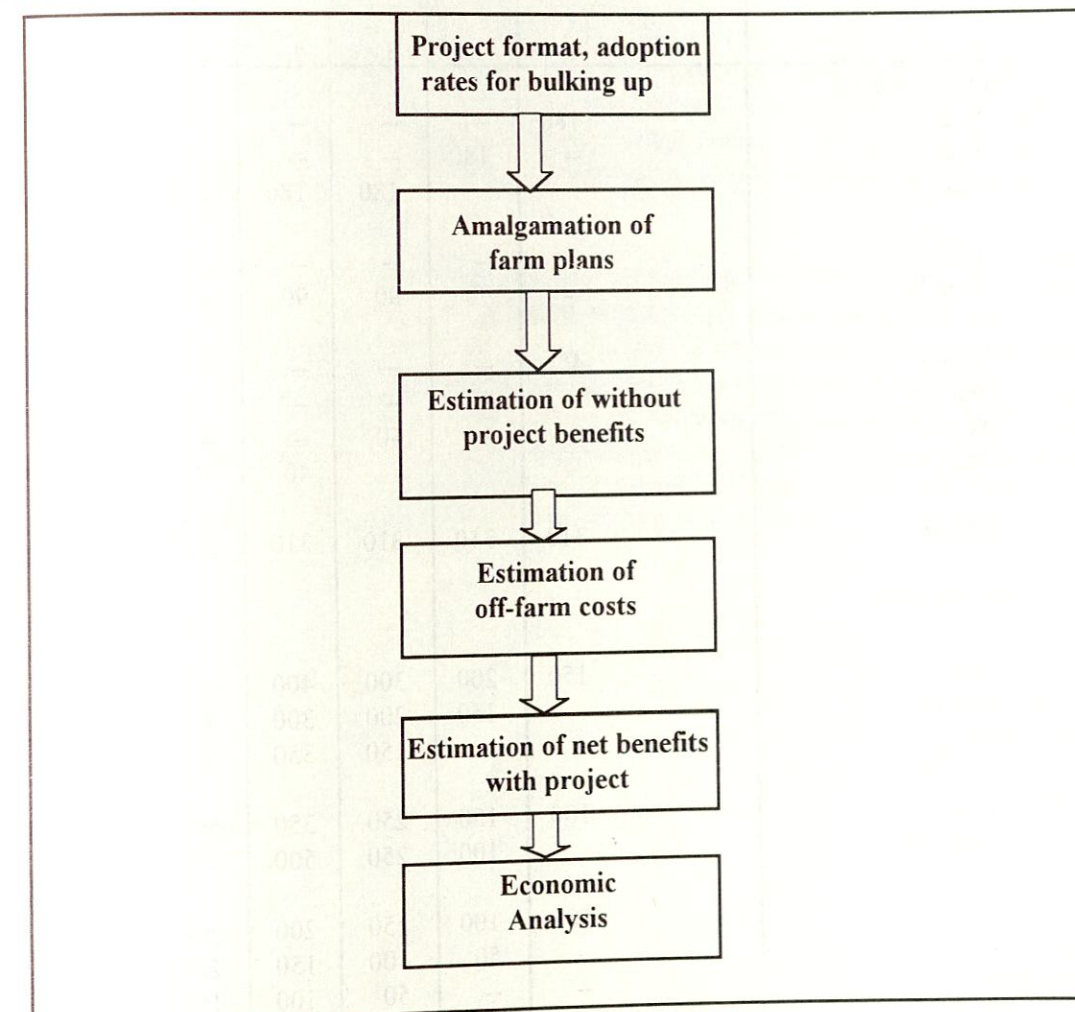 Project format, adoption
rates for bulking up
Amalgamation of
farm plans
Estimation of without
project benefits
Estimation of
off-farm costs
Estimation of net benefits
with project
Economic
Analysis